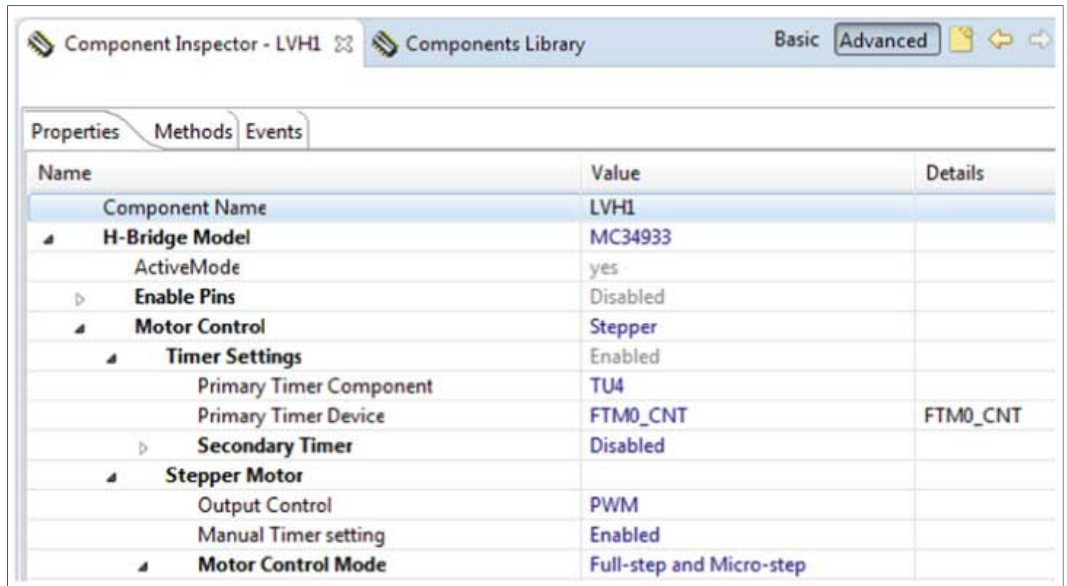 Component Inspector - LVH1 Components Library Basic Advanced
Properties Methods Events
Name Value Details
Component Name LVH1
H-Bridge Model MC34933
ActiveMode yes
Enable Pins Disabled
Motor Control Stepper
Timer Settings Enabled
Primary Timer Component TU4
Primary Timer Device FTM0_CNT FTM0_CNT
Secondary Timer Disabled
Stepper Motor
Output Control PWM
Manual Timer setting Enabled
Motor Control Mode Full-step and Micro-step